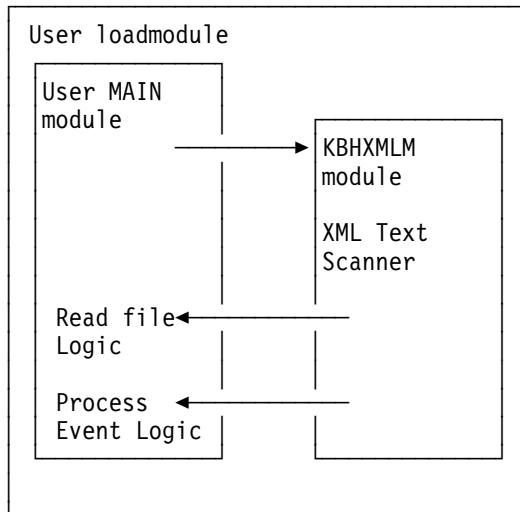 User loadmodule
User MAIN
module
KBHXMLM
module
XML Text
Scanner
Read file
Logic
Process
Event Logic